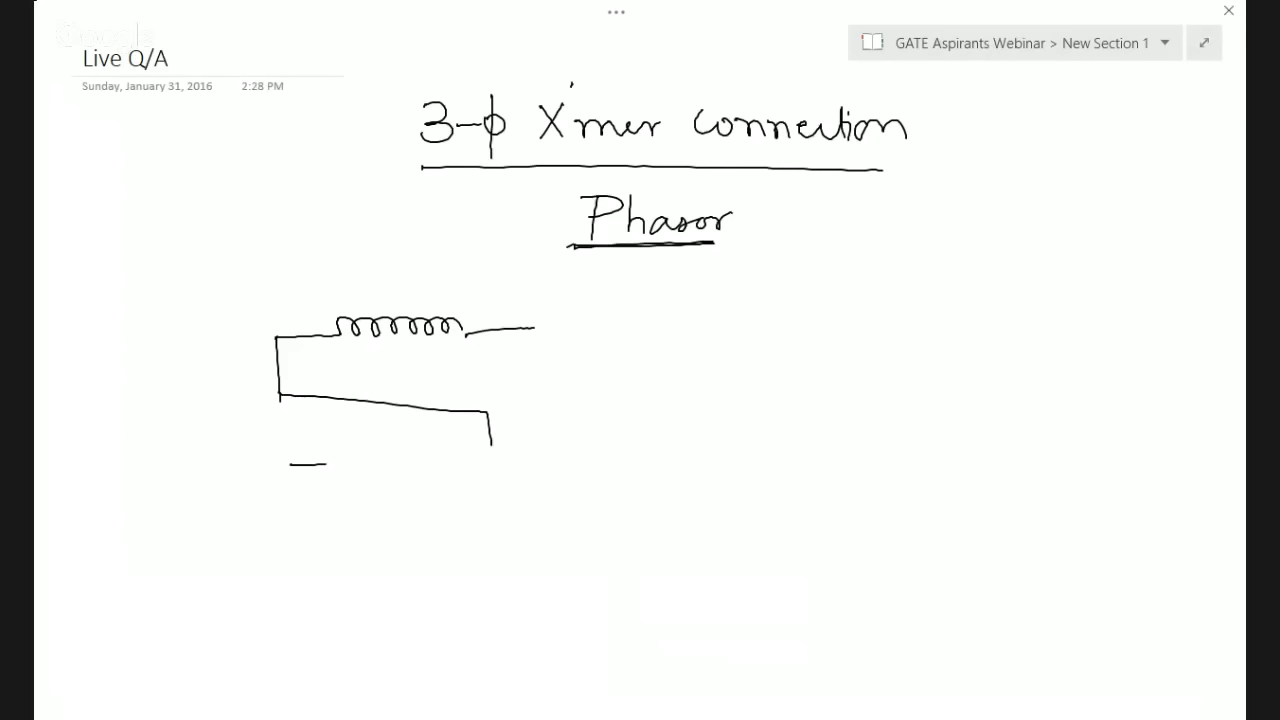 Live Q/A
Sunday, January 31, 2016 2:28 PM
GATE Aspirants Webinar > New Section 1
3-ϕ X'mer Connection
Phasor